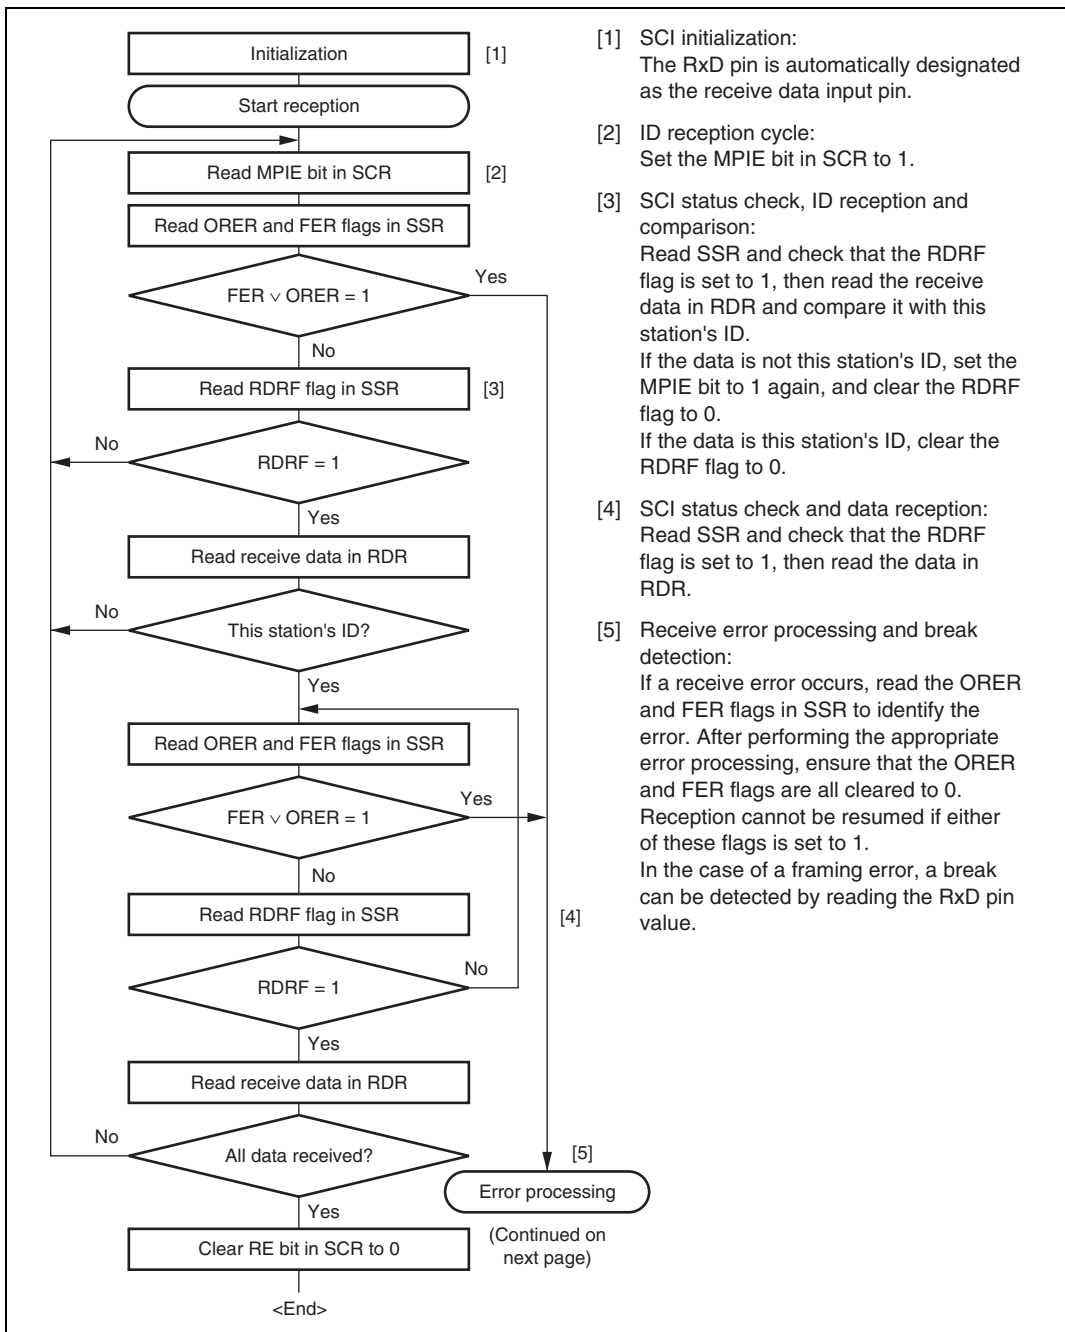 Initialization
[1]
Start reception
Read MPIE bit in SCR
[2]
Read ORER and FER flags in SSR
FER ∨ ORER = 1
Yes
No
Read RDRF flag in SSR
[3]
No
RDRF = 1
Yes
Read receive data in RDR
No
This station's ID?
Yes
Read ORER and FER flags in SSR
FER ∨ ORER = 1
Yes
No
Read RDRF flag in SSR
[4]
RDRF = 1
No
Yes
Read receive data in RDR
No
All data received?
[5]
Error processing
Yes
(Continued on
next page)
Clear RE bit in SCR to 0
<End>
[1] SCI initialization:
The RxD pin is automatically designated
as the receive data input pin.
[2] ID reception cycle:
Set the MPIE bit in SCR to 1.
[3] SCI status check, ID reception and
comparison:
Read SSR and check that the RDRF
flag is set to 1, then read the receive
data in RDR and compare it with this
station's ID.
If the data is not this station's ID, set the
MPIE bit to 1 again, and clear the RDRF
flag to 0.
If the data is this station's ID, clear the
RDRF flag to 0.
[4] SCI status check and data reception:
Read SSR and check that the RDRF
flag is set to 1, then read the data in
RDR.
[5] Receive error processing and break
detection:
If a receive error occurs, read the ORER
and FER flags in SSR to identify the
error. After performing the appropriate
error processing, ensure that the ORER
and FER flags are all cleared to 0.
Reception cannot be resumed if either
of these flags is set to 1.
In the case of a framing error, a break
can be detected by reading the RxD pin
value.